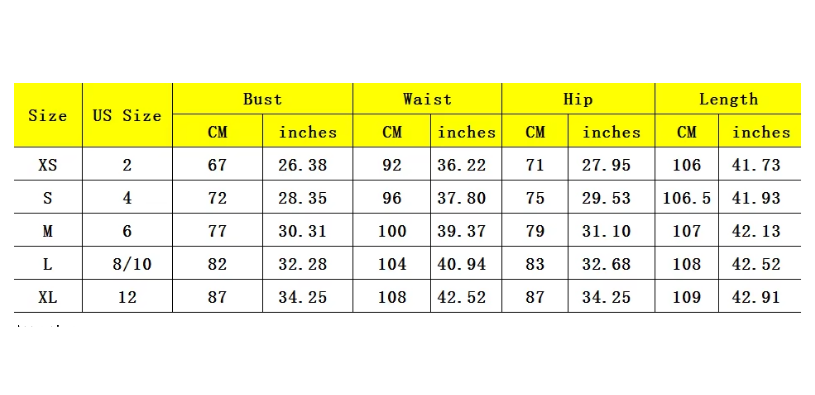 Size US Size Bust Waist Hip Length
CM inches CM inches CM inches CM inches
XS 2 67 26.38 92 36.22 71 27.95 106 41.73
S 4 72 28.35 96 37.80 75 29.53 106.5 41.93
M 6 77 30.31 100 39.37 79 31.10 107 42.13
L 8/10 82 32.28 104 40.94 83 32.68 108 42.52
XL 12 87 34.25 108 42.52 87 34.25 109 42.91